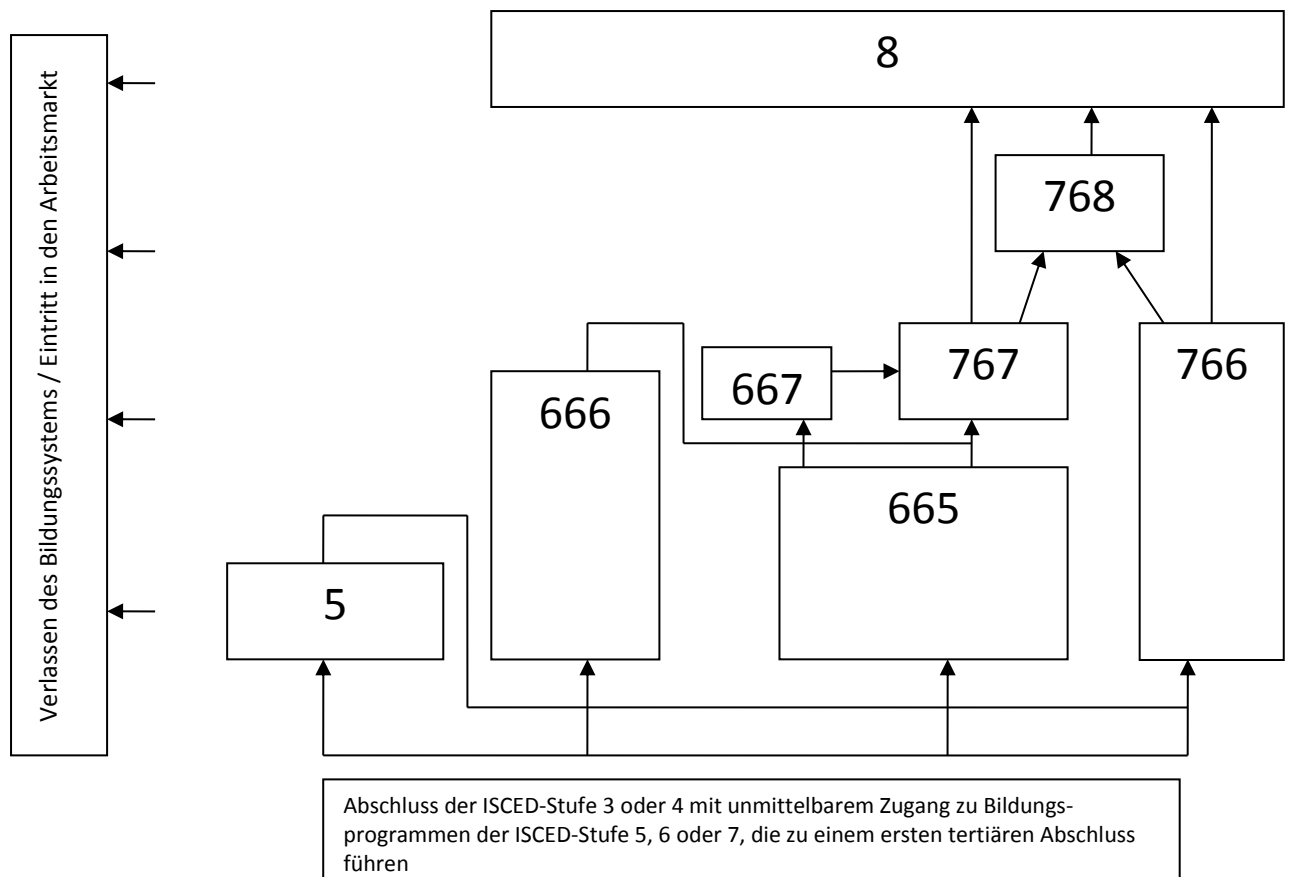 8
768
767
766
667
666
665
5
Verlassen des Bildungssystems / Eintritt in den Arbeitsmarkt
Abschluss der ISCED-Stufe 3 oder 4 mit unmittelbarem Zugang zu Bildungs-
programmen der ISCED-Stufe 5, 6 oder 7, die zu einem ersten tertiären Abschluss
führen